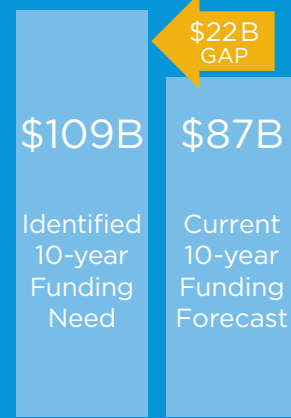 $22B
GAP
$109B
Identified
10-year
Funding
Need
$87B
Current
10-year
Funding
Forecast